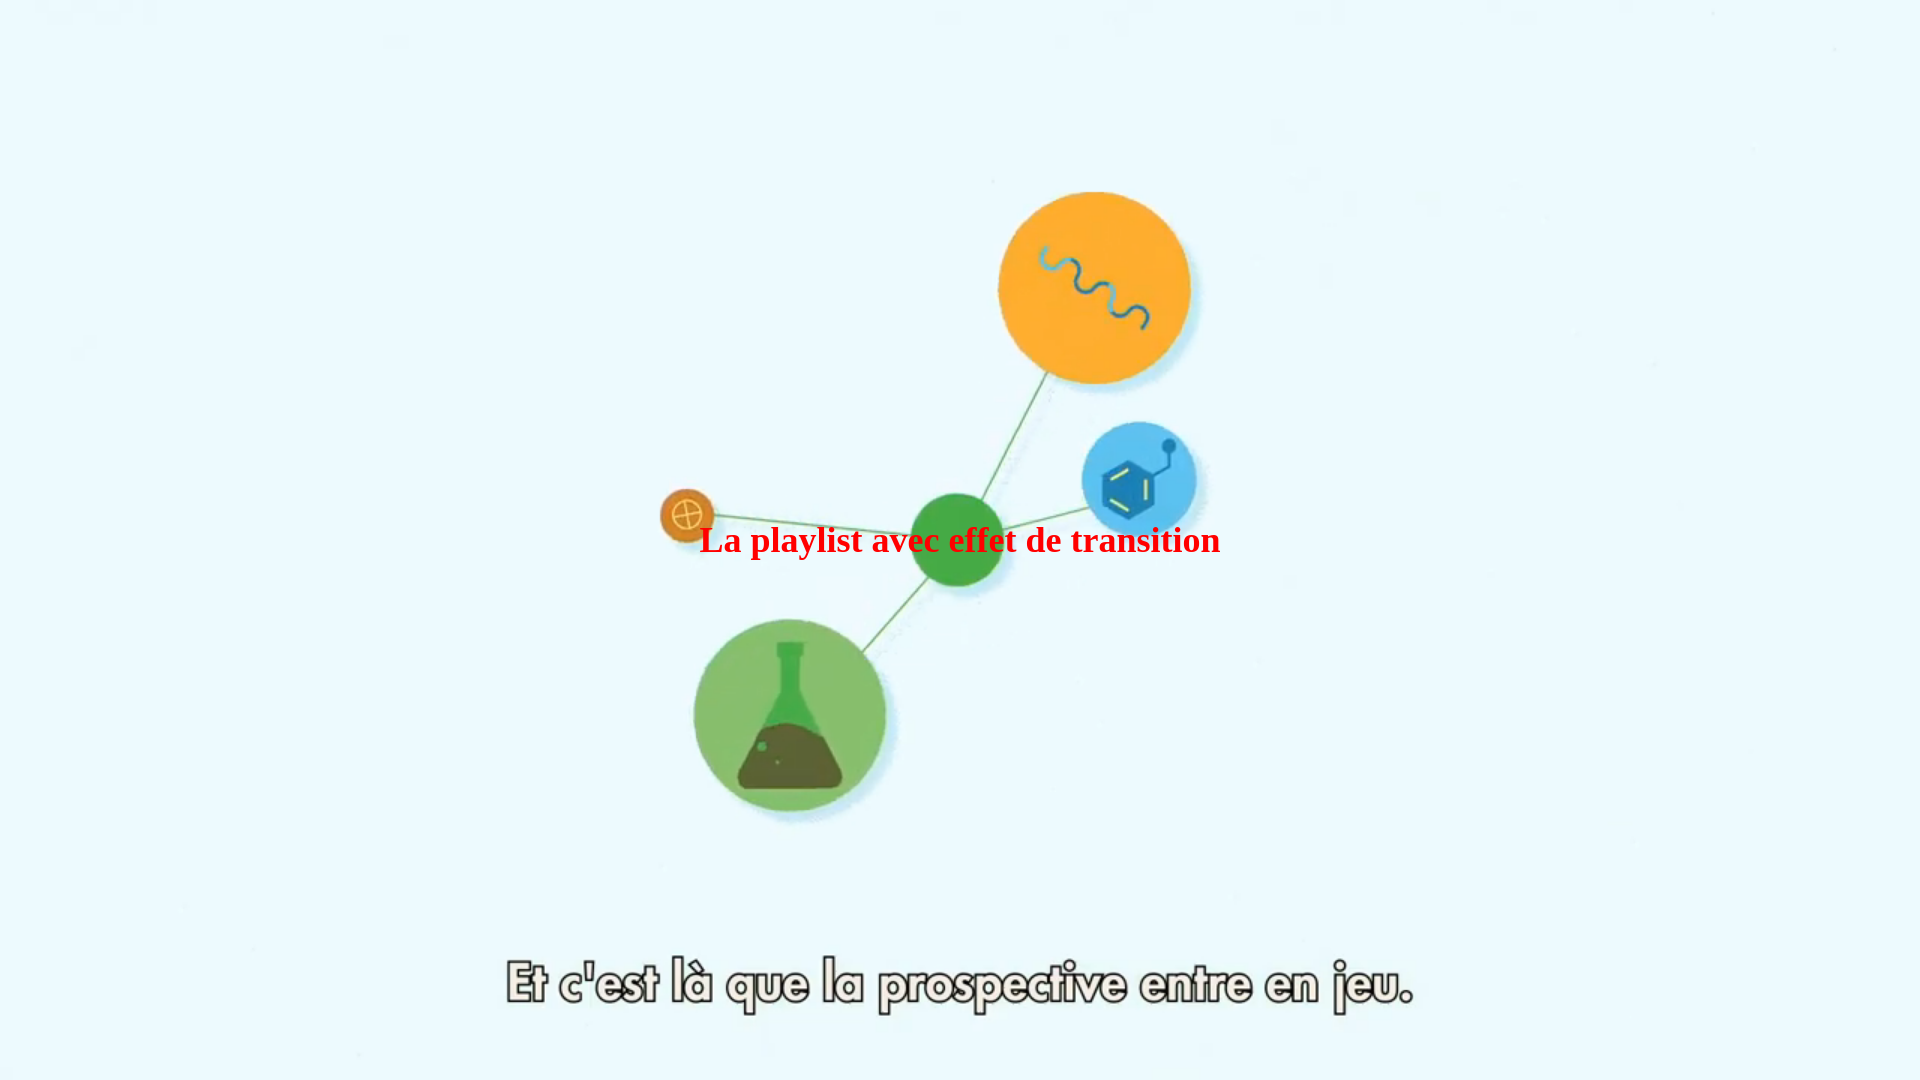 La playlist avec effet de transition
Et c'est là que la prospective entre en jeu.